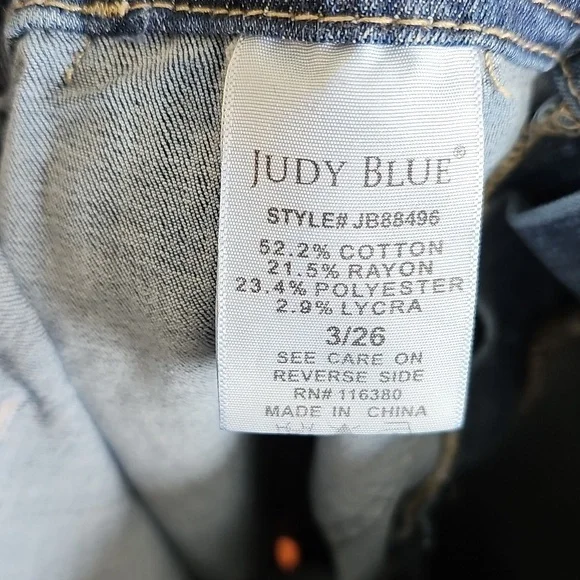 JUDY BLUE®
STYLE# JB88496
52.2% COTTON
21.5% RAYON
23.4% POLYESTER
2.9% LYCRA
3/26
SEE CARE ON
REVERSE SIDE
RN# 116380
MADE IN CHINA